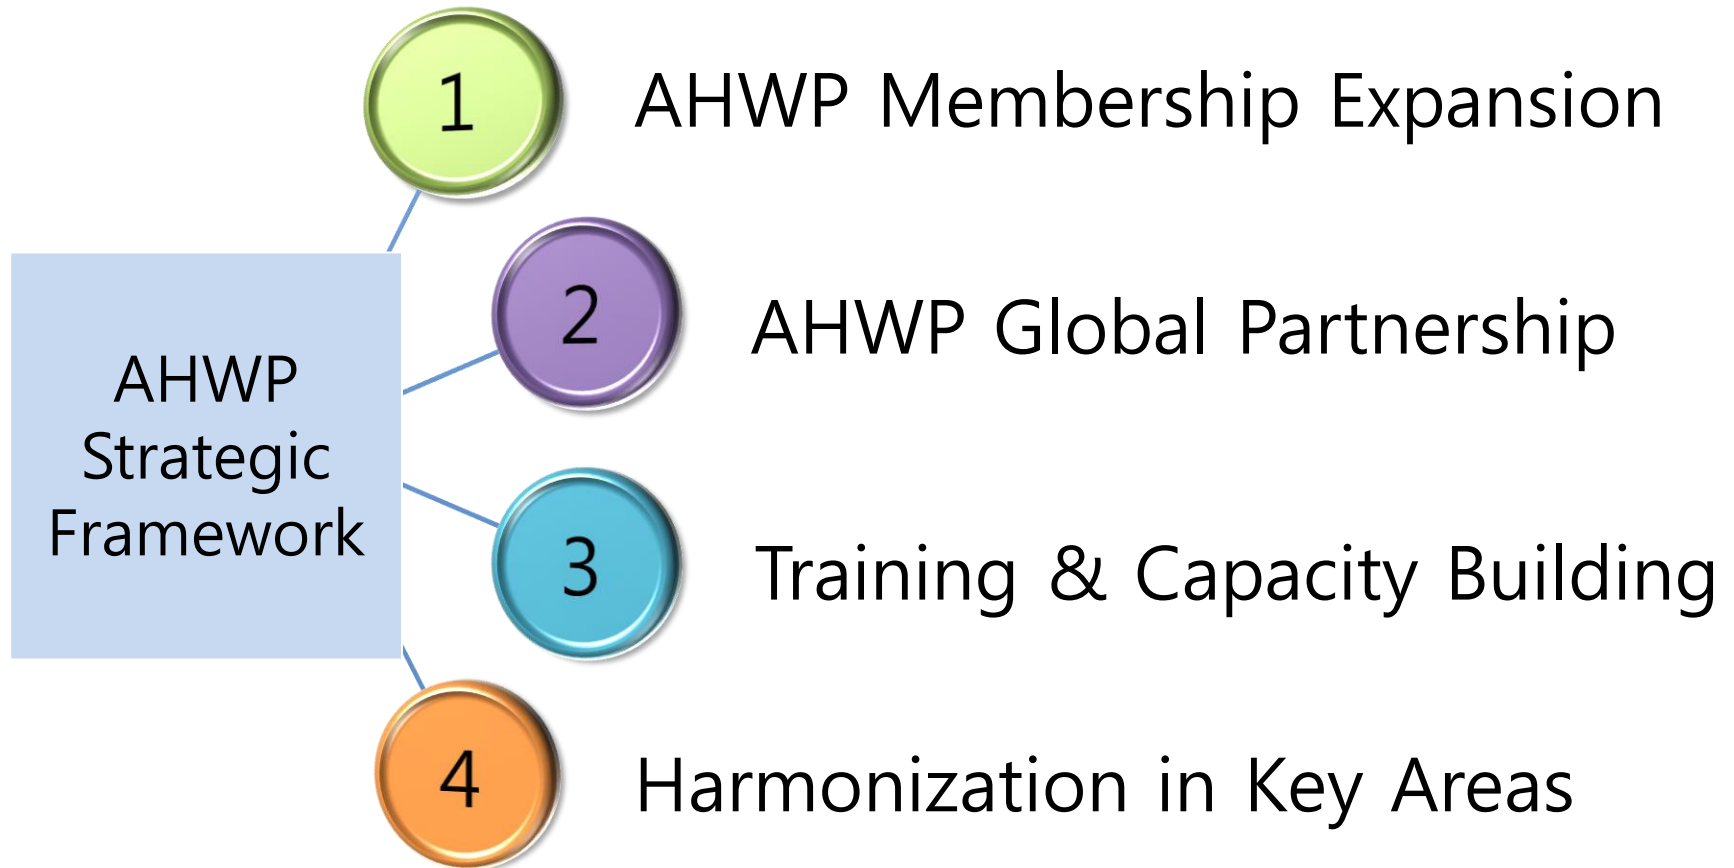 1
AHWP Membership Expansion
2
AHWP Global Partnership
AHWP
Strategic
Framework
3
Training & Capacity Building
4
Harmonization in Key Areas